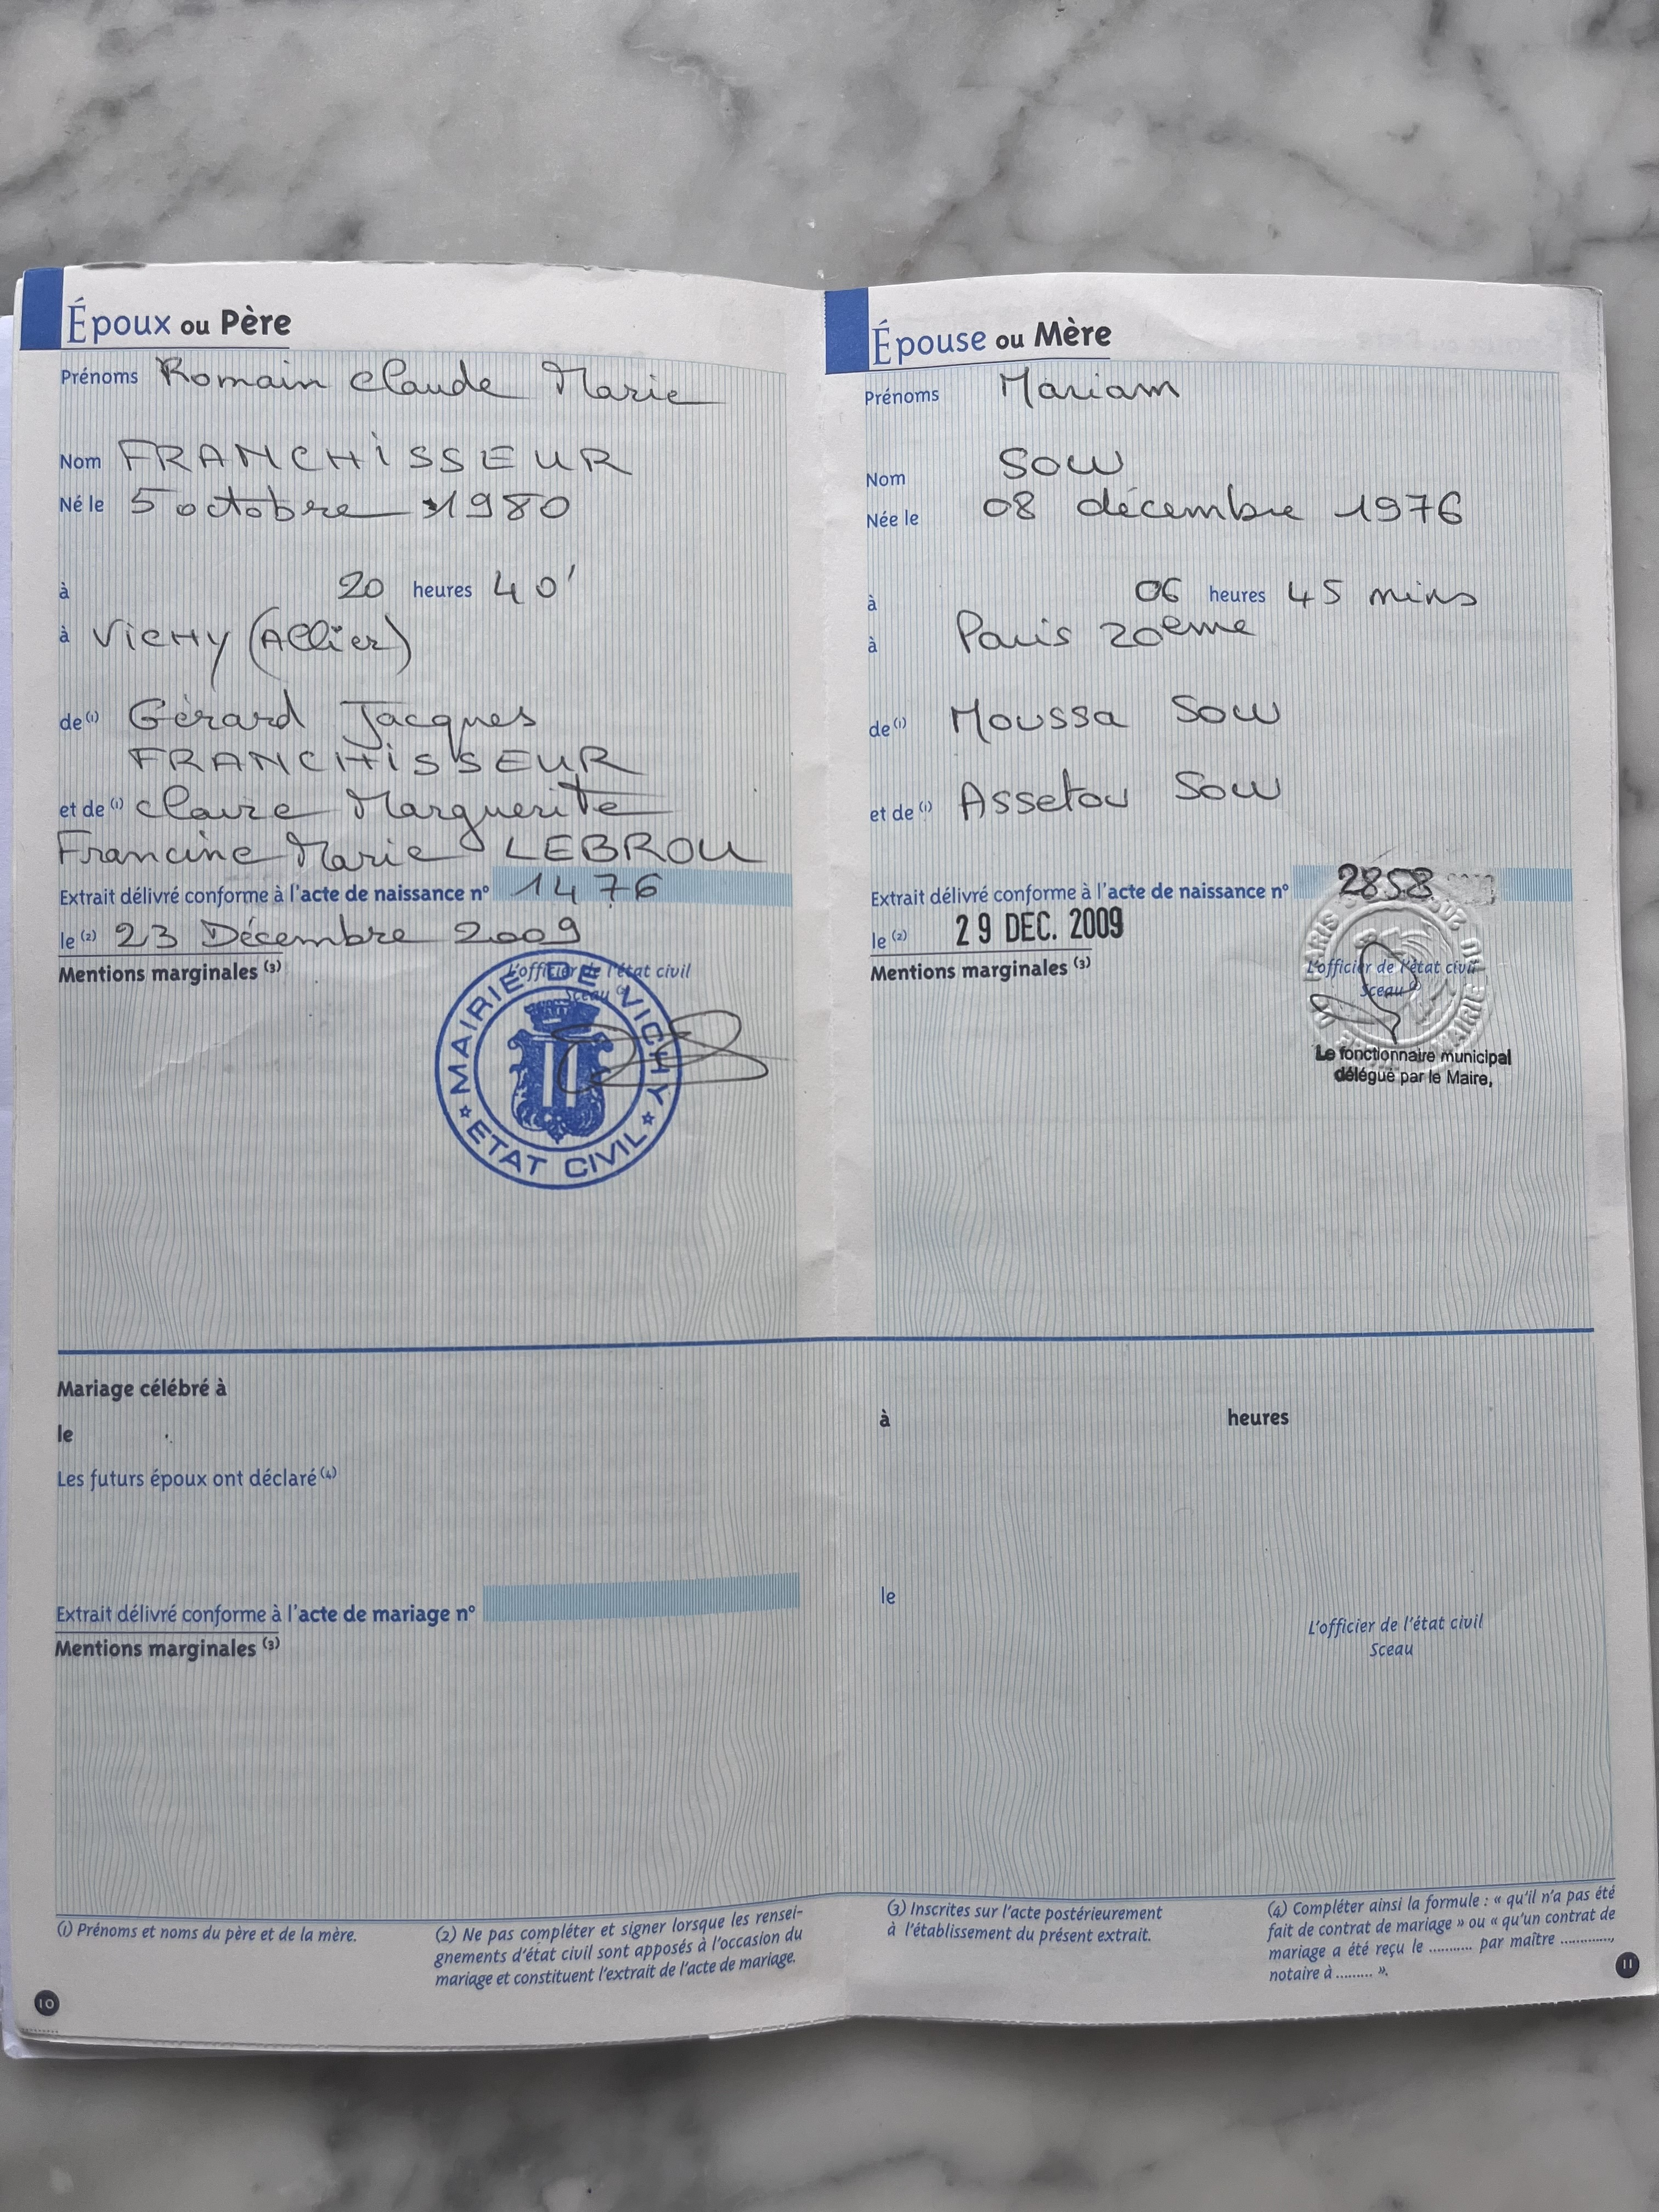 Époux ou Père
Prénoms Romain Claude Marie
Nom FRANCHISSEUR
Né le 5 octobre 1980
à 20 heures 40'
à VICHY (Allier)
de (1) Gérard Jacques
FRANCHISSEUR
et de (1) Claire Marguerite
Francine Marie LEBROU
Extrait délivré conforme à l'acte de naissance n° 1476
le (2) 23 Décembre 2009
Mentions marginales (3)
L'officier de l'état civil
Sceau
MAIRIE DE VICHY
ETAT CIVIL
Épouse ou Mère
Prénoms Mariam
Nom SOW
Née le 08 décembre 1976
à 06 heures 45 mins
à Paris 20eme
de (1) Moussa SOW
et de (1) Assetou SOW
Extrait délivré conforme à l'acte de naissance n° 2858
le (2) 29 DEC. 2009
Mentions marginales (3)
L'officier de l'état civil
Sceau
Le fonctionnaire municipal
délégué par le Maire,
Mariage célébré à
le
à heures
Les futurs époux ont déclaré (4)
Extrait délivré conforme à l'acte de mariage n°
le
Mentions marginales (3)
L'officier de l'état civil
Sceau
(1) Prénoms et noms du père et de la mère.
(2) Ne pas compléter et signer lorsque les rensei-
gnements d'état civil sont apposés à l'occasion du
mariage et constituent l'extrait de l'acte de mariage.
(3) Inscrites sur l'acte postérieurement
à l'établissement du présent extrait.
(4) Compléter ainsi la formule : « qu'il n'a pas été
fait de contrat de mariage » ou « qu'un contrat de
mariage a été reçu le ........... par maître .............,
notaire à ......... ».
10
11